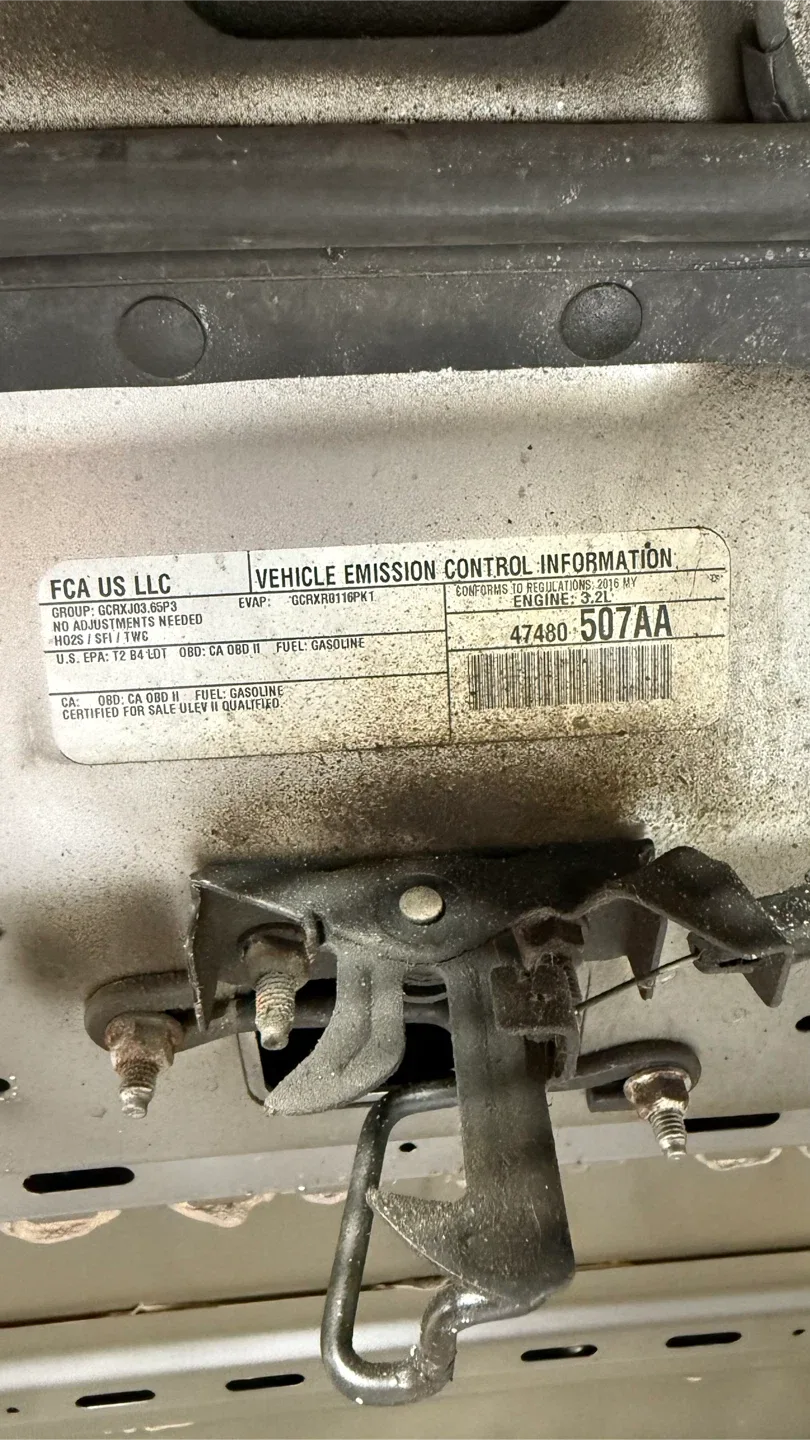 FCA US LLC
VEHICLE EMISSION CONTROL INFORMATION
GROUP: GCRXJ03.65P3
EVAP: GCRXR0116PK1
NO ADJUSTMENTS NEEDED
HO2S / SFI / TWC
CONFORMS TO REGULATIONS: 2016 MY
ENGINE: 3.2L
47480 507AA
U.S. EPA: T2 B4 LDT OBD: CA OBD II FUEL: GASOLINE
CA: OBD: CA OBD II FUEL: GASOLINE
CERTIFIED FOR SALE ULEV II QUALIFIED